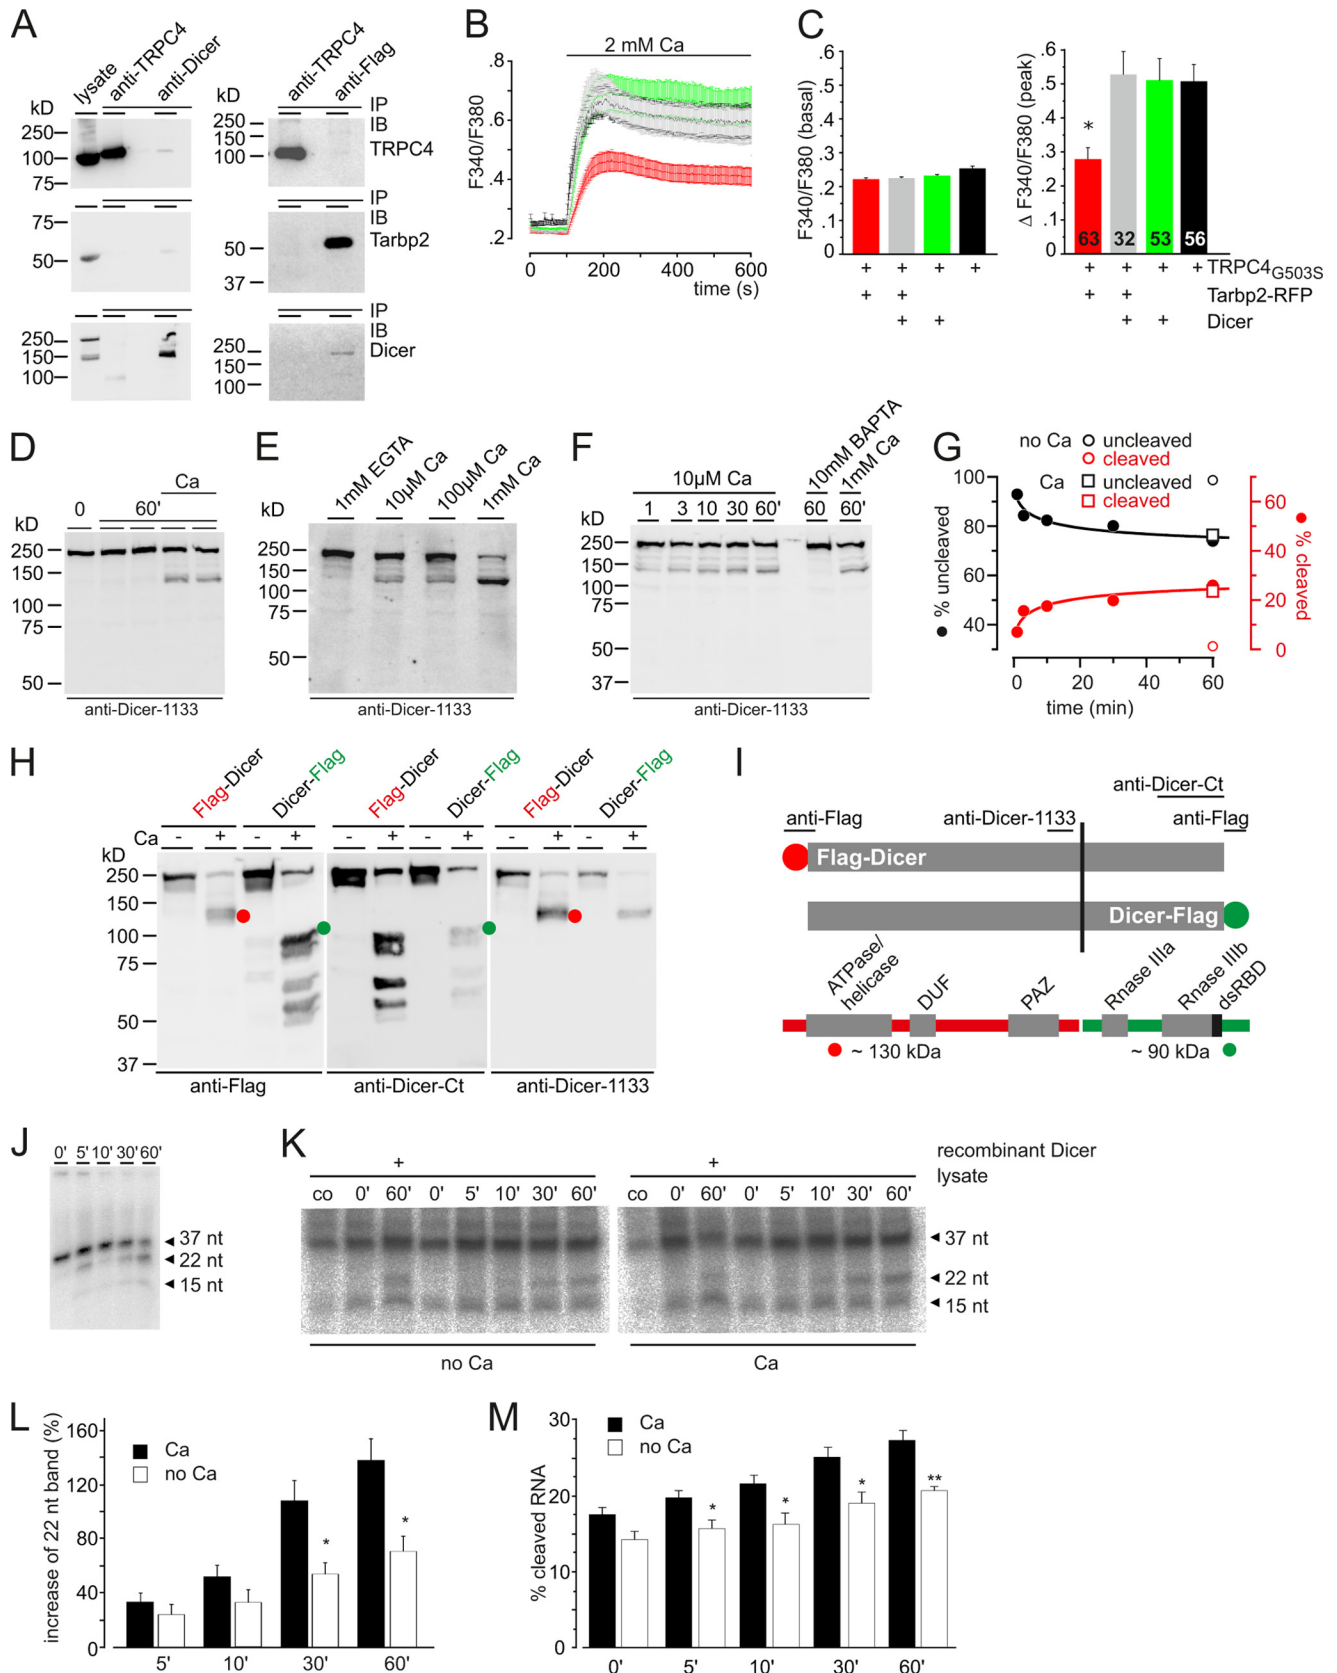 A
lysate
anti-TRPC4
anti-Dicer
anti-TRPC4
anti-Flag
kD
250
150
100
75
kD
250
150
100
IP
IB
TRPC4
75
50
50
37
IP
IB
Tarbp2
250
150
100
250
150
100
IP
IB
Dicer
B
2 mM Ca
F340/F380
.8
.6
.4
.2
0
200
400
600
time (s)
C
F340/F380 (basal)
.6
.5
.4
.3
.2
.1
0
Δ F340/F380 (peak)
.6
.5
.4
.3
.2
.1
0
*
63 32 53 56
+ + + + + + + + TRPC4G503S
+ + + + Tarbp2-RFP
+ + + + Dicer
D
Ca
0 60'
kD
250
150
100
75
50
anti-Dicer-1133
E
1mM EGTA
10µM Ca
100µM Ca
1mM Ca
kD
250
150
100
75
50
anti-Dicer-1133
F
10µM Ca
10mM BAPTA
1mM Ca
1 3 10 30 60' 60 60'
kD
250
150
100
75
50
37
anti-Dicer-1133
G
no Ca uncleaved
cleaved
Ca uncleaved
cleaved
% uncleaved
100
80
60
40
% cleaved
60
40
20
0
0 20 40 60
time (min)
H
Flag-Dicer
Dicer-Flag
Flag-Dicer
Dicer-Flag
Flag-Dicer
Dicer-Flag
Ca - + - + - + - + - + - +
kD
250
150
100
75
50
37
anti-Flag
anti-Dicer-Ct
anti-Dicer-1133
I
anti-Dicer-Ct
anti-Flag
anti-Dicer-1133
anti-Flag
Flag-Dicer
Dicer-Flag
ATPase/
helicase
DUF
PAZ
Rnase IIIa
Rnase IIIb
dsRBD
~ 130 kDa
~ 90 kDa
J
0' 5' 10' 30' 60'
37 nt
22 nt
15 nt
K
+ + recombinant Dicer
lysate
co 0' 60' 0' 5' 10' 30' 60'
co 0' 60' 0' 5' 10' 30' 60'
37 nt
22 nt
15 nt
no Ca
Ca
L
increase of 22 nt band (%)
160
120
80
40
0
Ca
no Ca
*
*
5' 10' 30' 60'
M
% cleaved RNA
30
20
10
0
Ca
no Ca
*
*
*
**
0' 5' 10' 30' 60'